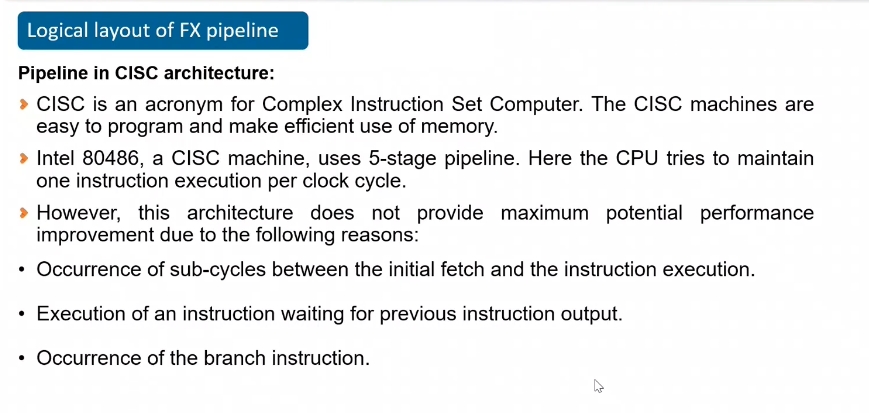 Logical layout of FX pipeline
Pipeline in CISC architecture:
CISC is an acronym for Complex Instruction Set Computer. The CISC machines are
easy to program and make efficient use of memory.
Intel 80486, a CISC machine, uses 5-stage pipeline. Here the CPU tries to maintain
one instruction execution per clock cycle.
However, this architecture does not provide maximum potential performance
improvement due to the following reasons:
• Occurrence of sub-cycles between the initial fetch and the instruction execution.
• Execution of an instruction waiting for previous instruction output.
• Occurrence of the branch instruction.